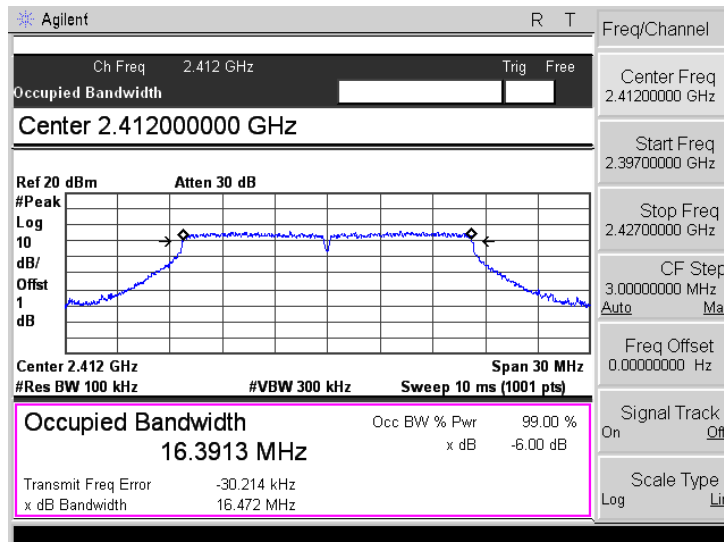 Agilent R T
Ch Freq 2.412 GHz Trig Free
Occupied Bandwidth
Center 2.412000000 GHz
Ref 20 dBm Atten 30 dB
#Peak
Log
10
dB/
Offst
1
dB
Center 2.412 GHz Span 30 MHz
#Res BW 100 kHz #VBW 300 kHz Sweep 10 ms (1001 pts)
Occupied Bandwidth
16.3913 MHz
Occ BW % Pwr 99.00 %
x dB -6.00 dB
Transmit Freq Error -30.214 kHz
x dB Bandwidth 16.472 MHz
Freq/Channel
Center Freq
2.41200000 GHz
Start Freq
2.39700000 GHz
Stop Freq
2.42700000 GHz
CF Step
3.00000000 MHz
Auto Ma
Freq Offset
0.00000000 Hz
Signal Track
On Off
Scale Type
Log Lin